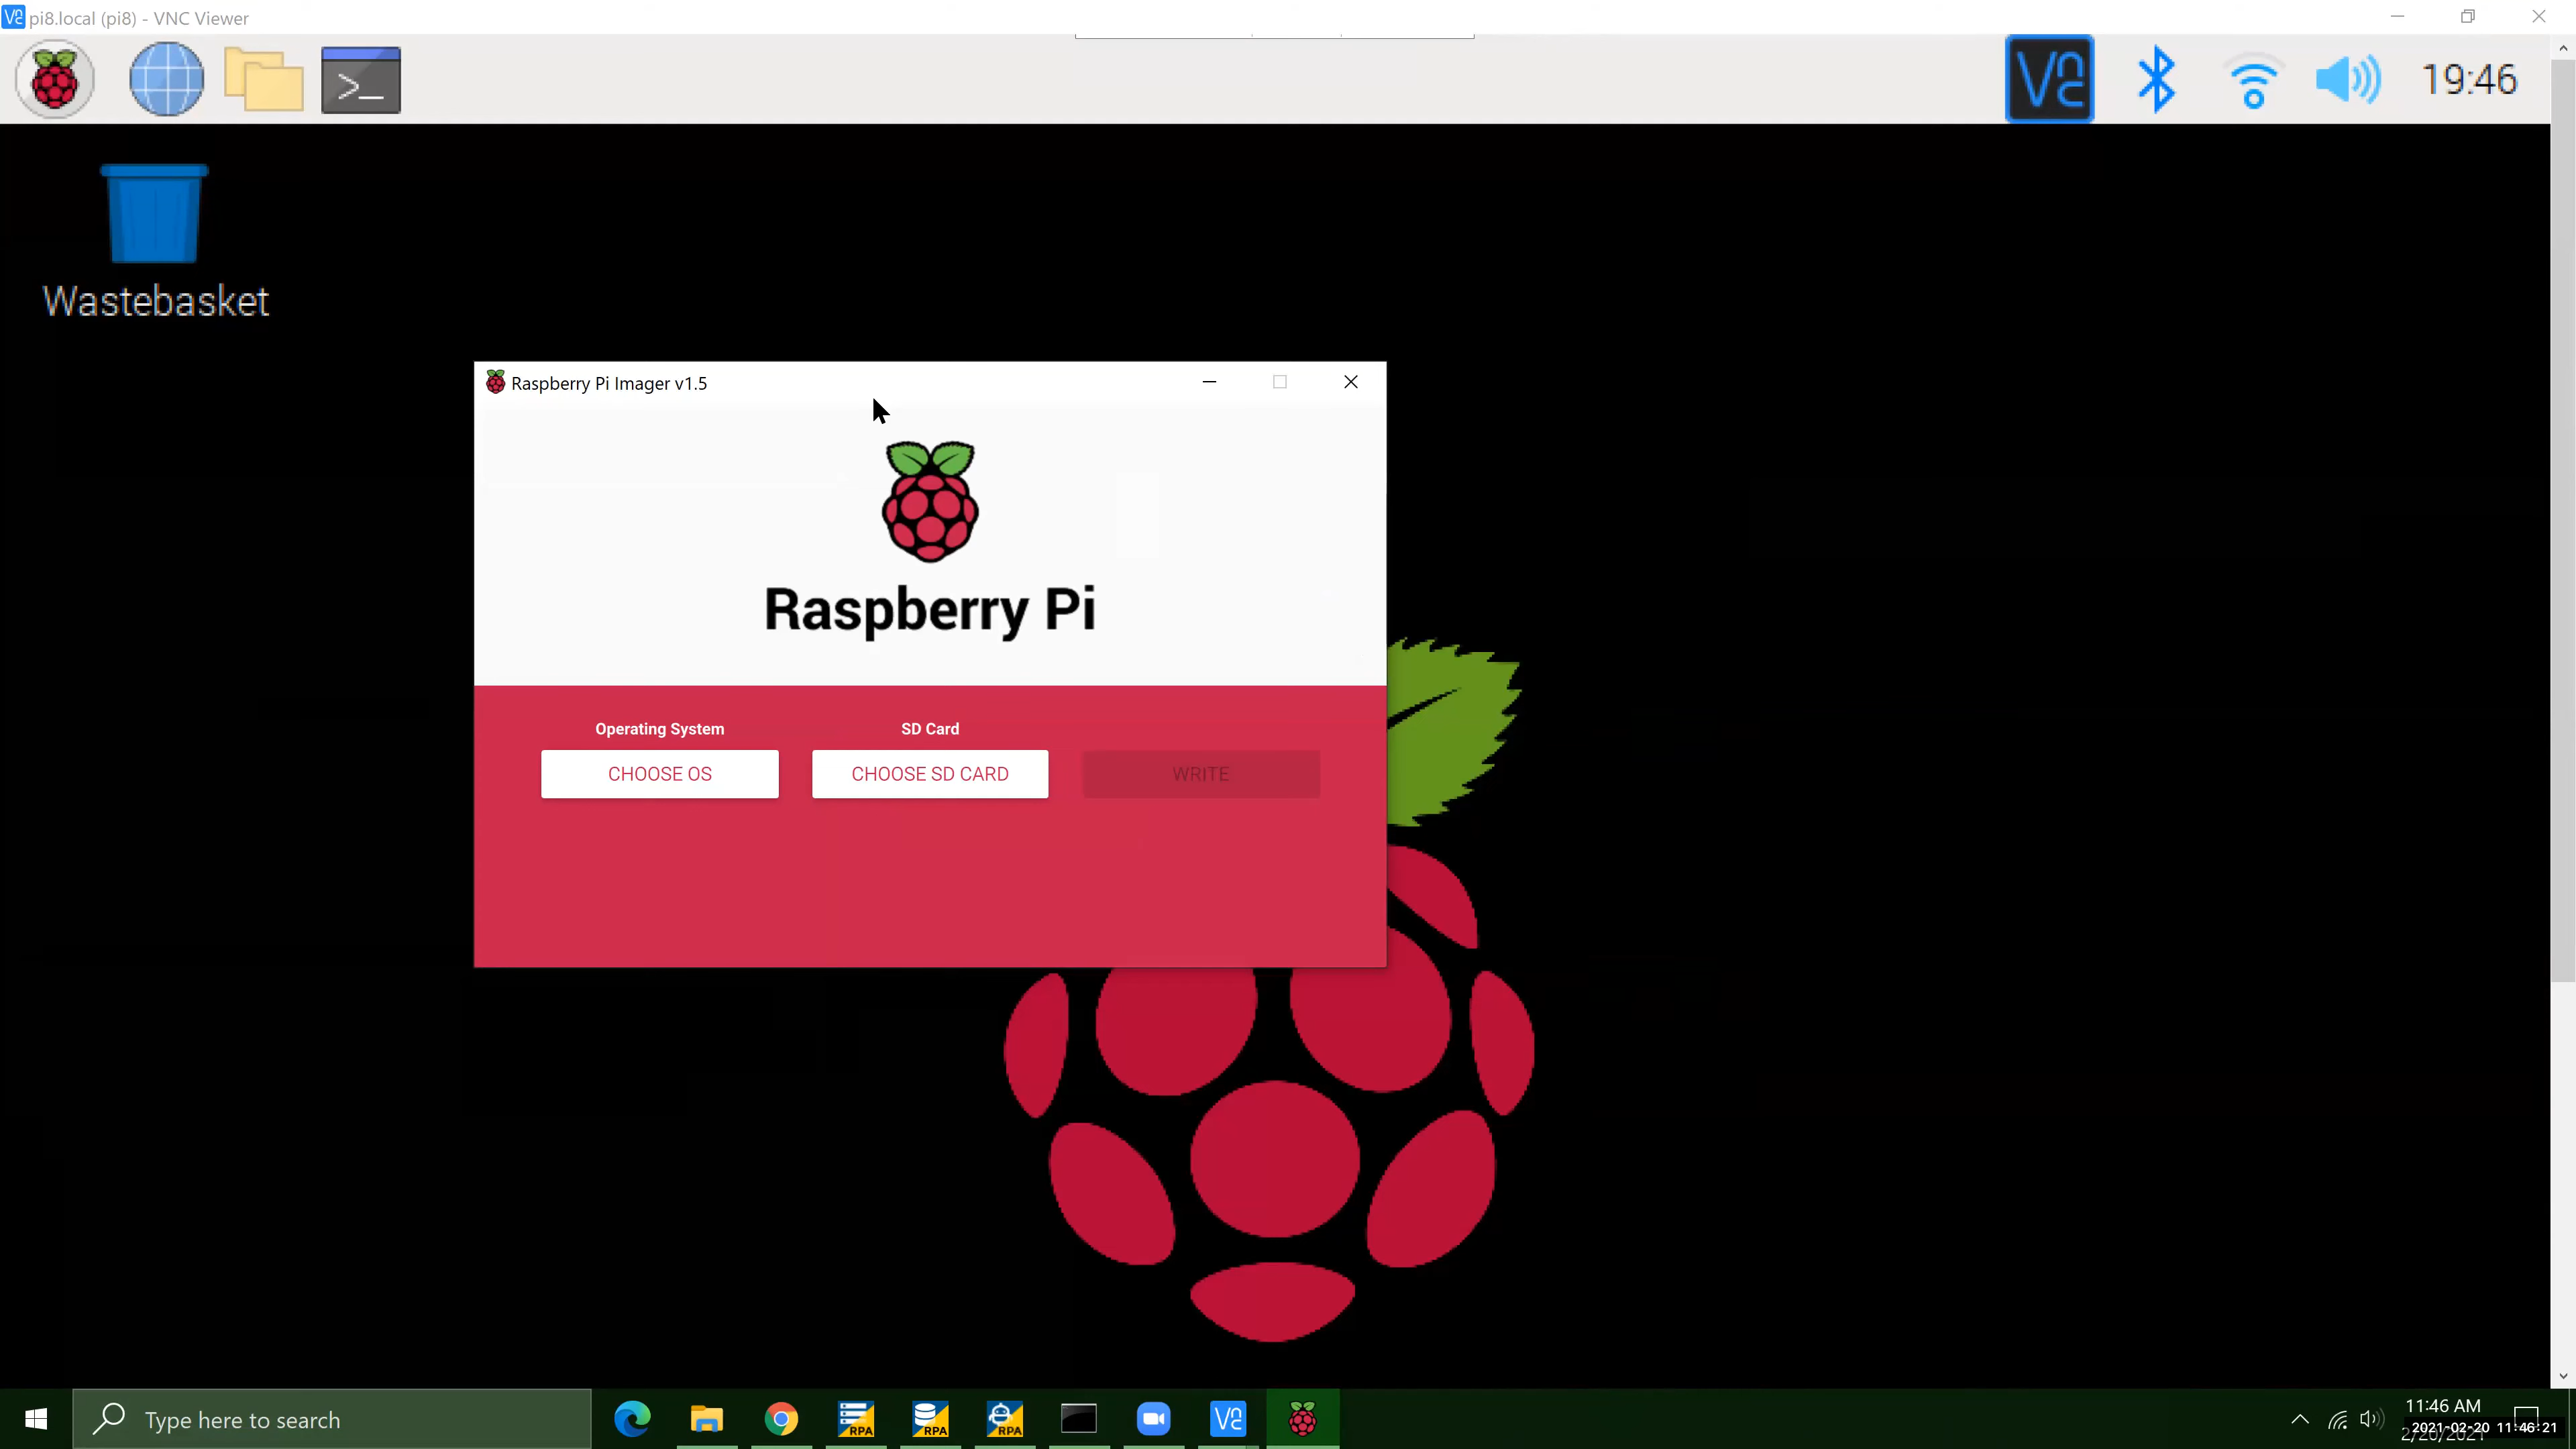 pi8.local (pi8) - VNC Viewer
19:46
Wastebasket
Raspberry Pi Imager v1.5
Raspberry Pi
Operating System
SD Card
CHOOSE OS
CHOOSE SD CARD
WRITE
Type here to search
RPA
RPA
RPA
11:46 AM
2021-02-20 11:46:21